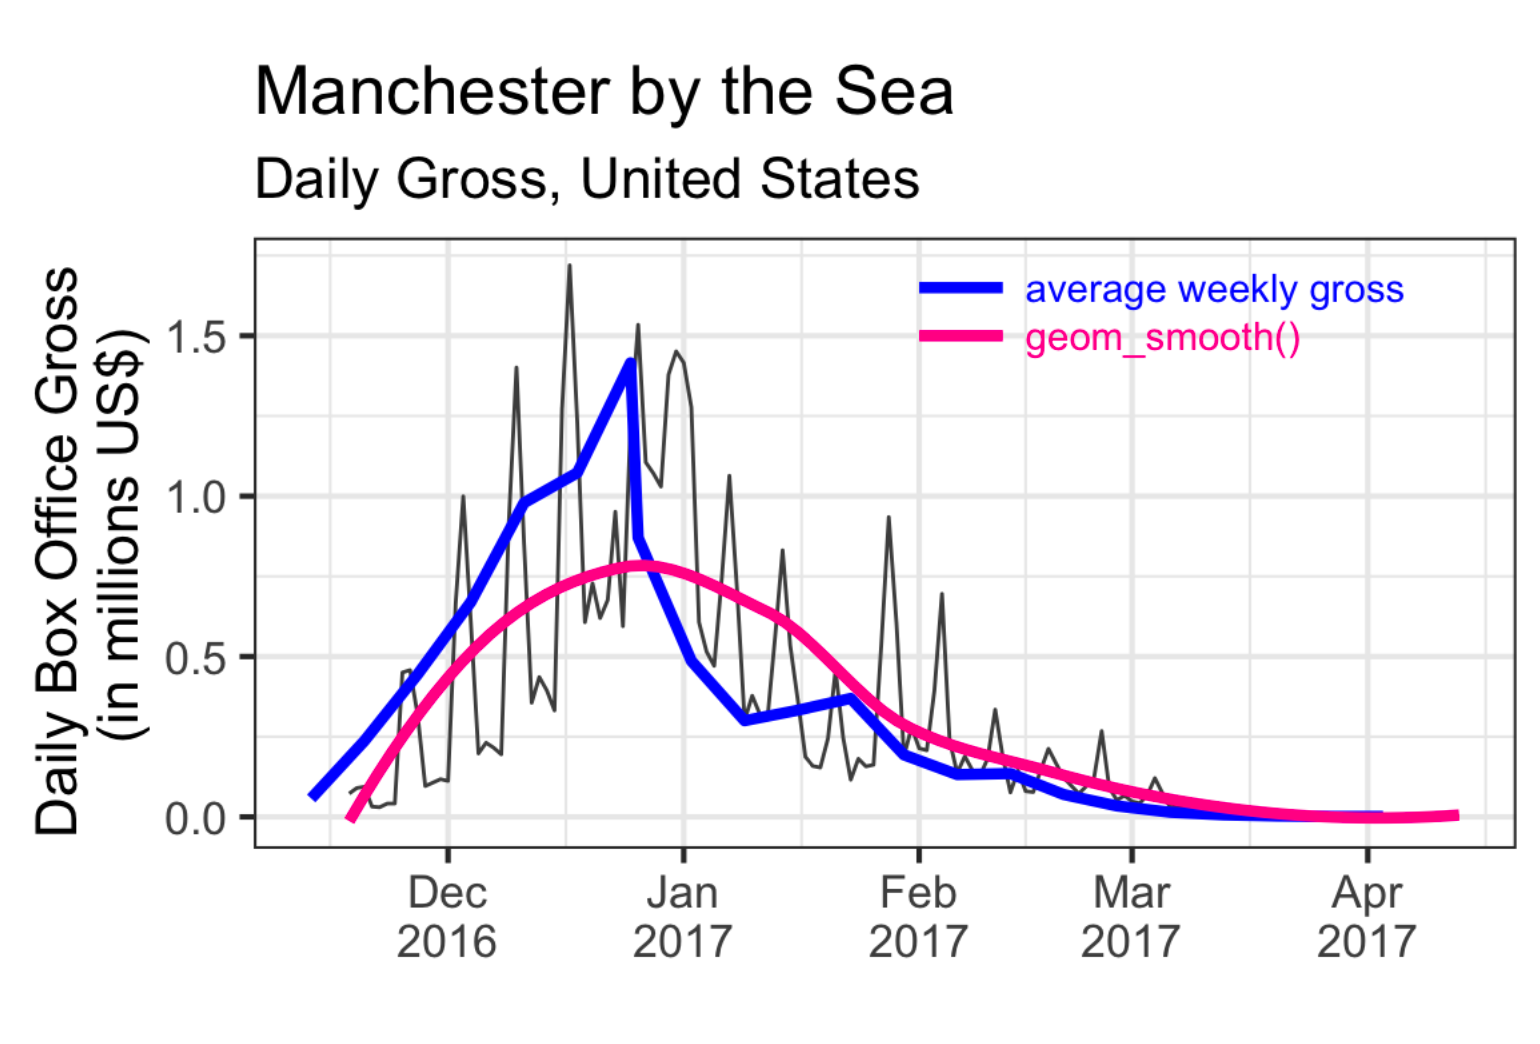 Manchester by the Sea
Daily Gross, United States
Daily Box Office Gross
(in millions US$)
1.5
1.0
0.5
0.0
average weekly gross
geom_smooth()
Dec
2016
Jan
2017
Feb
2017
Mar
2017
Apr
2017